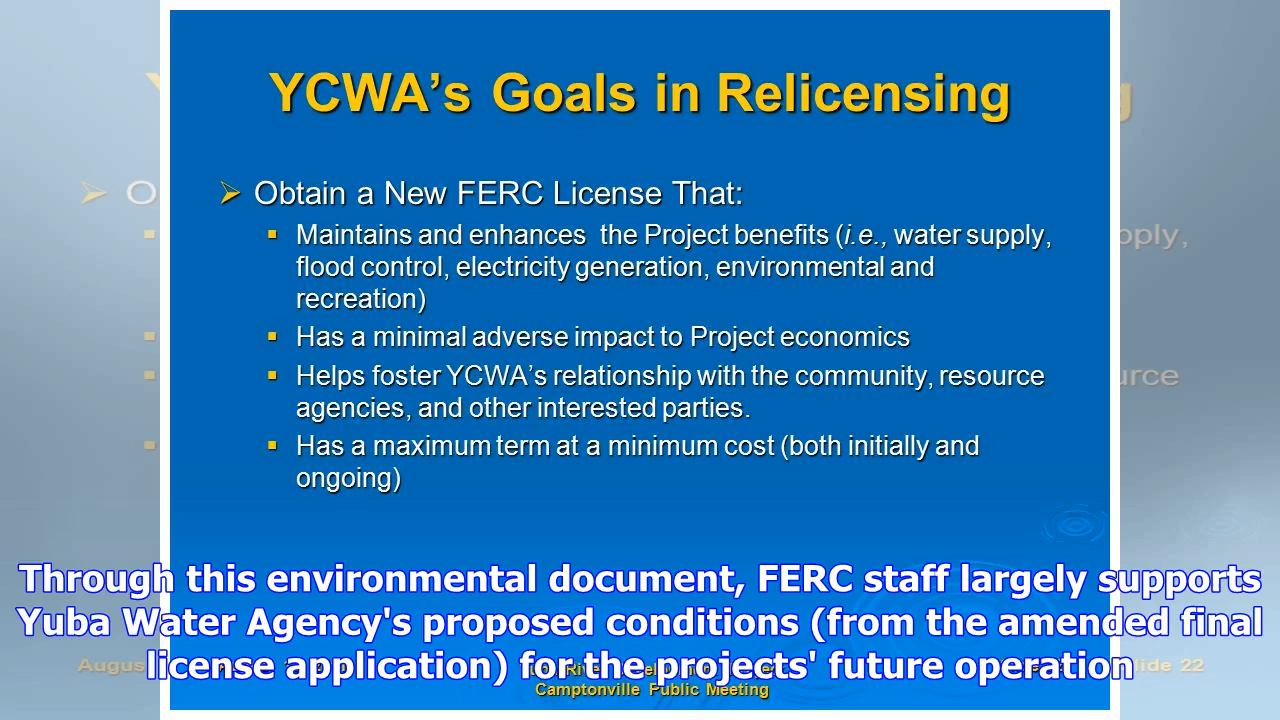 YCWA’s Goals in Relicensing
Obtain a New FERC License That:
Maintains and enhances the Project benefits (i.e., water supply,
flood control, electricity generation, environmental and
recreation)
Has a minimal adverse impact to Project economics
Helps foster YCWA’s relationship with the community, resource
agencies, and other interested parties.
Has a maximum term at a minimum cost (both initially and
ongoing)
Through this environmental document, FERC staff largely supports
Yuba Water Agency's proposed conditions (from the amended final
license application) for the projects' future operation
Camptonville Public Meeting